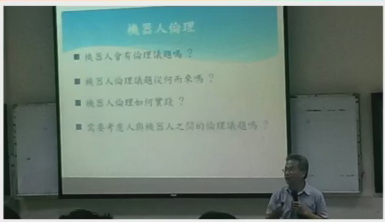 機器人倫理
■ 機器人會有倫理議題嗎？
■ 機器人倫理議題從何而來嗎？
■ 機器人倫理如何實踐？
■ 需要考慮人與機器人之間的倫理議題嗎？